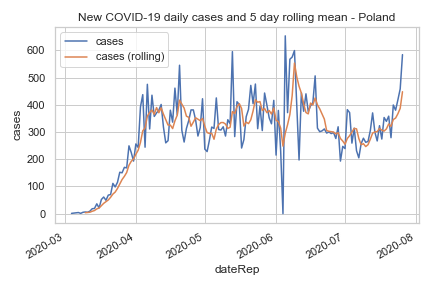 New COVID-19 daily cases and 5 day rolling mean - Poland
cases
cases (rolling)
cases
600
500
400
300
200
100
0
2020-03
2020-04
2020-05
2020-06
2020-07
2020-08
dateRep